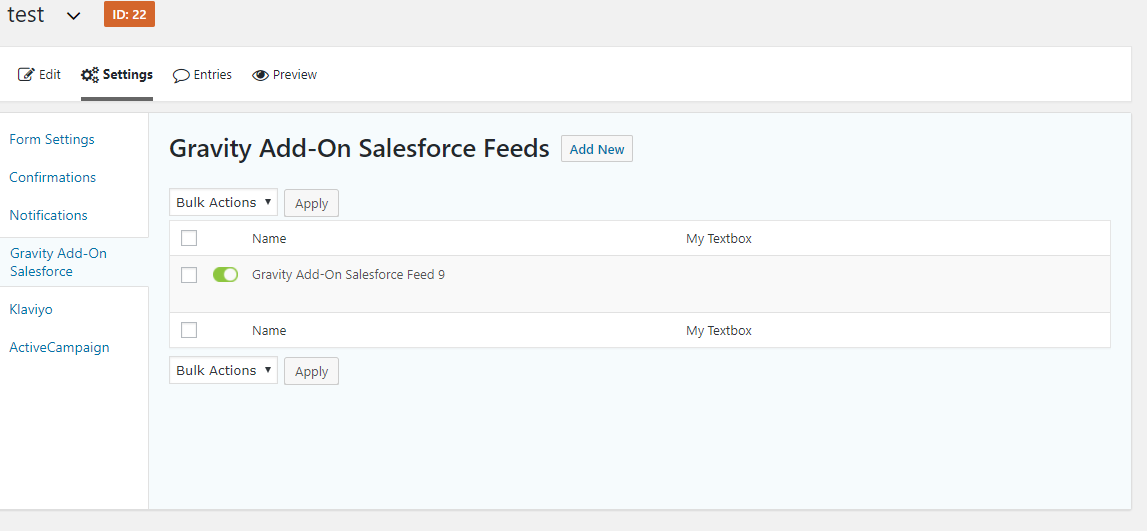 test ID: 22
Edit Settings Entries Preview
Form Settings
Confirmations
Notifications
Gravity Add-On
Salesforce
Klaviyo
ActiveCampaign
Gravity Add-On Salesforce Feeds Add New
Bulk Actions Apply
Name My Textbox
Gravity Add-On Salesforce Feed 9
Name My Textbox
Bulk Actions Apply